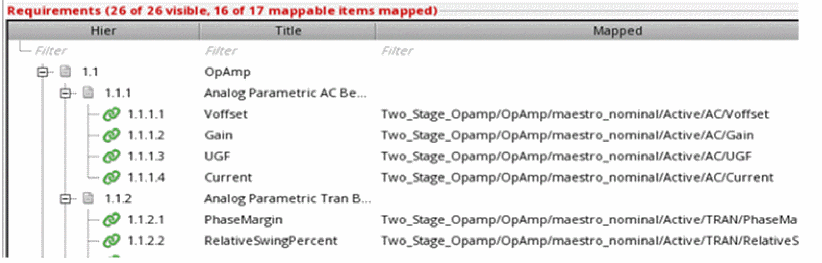 Requirements (26 of 26 visible, 16 of 17 mappable items mapped)
Hier Title Mapped
Filter Filter Filter
1.1 OpAmp
1.1.1 Analog Parametric AC Be...
1.1.1.1 Voffset Two_Stage_Opamp/OpAmp/maestro_nominal/Active/AC/Voffset
1.1.1.2 Gain Two_Stage_Opamp/OpAmp/maestro_nominal/Active/AC/Gain
1.1.1.3 UGF Two_Stage_Opamp/OpAmp/maestro_nominal/Active/AC/UGF
1.1.1.4 Current Two_Stage_Opamp/OpAmp/maestro_nominal/Active/AC/Current
1.1.2 Analog Parametric Tran B...
1.1.2.1 PhaseMargin Two_Stage_Opamp/OpAmp/maestro_nominal/Active/TRAN/PhaseMa
1.1.2.2 RelativeSwingPercent Two_Stage_Opamp/OpAmp/maestro_nominal/Active/TRAN/RelativeS